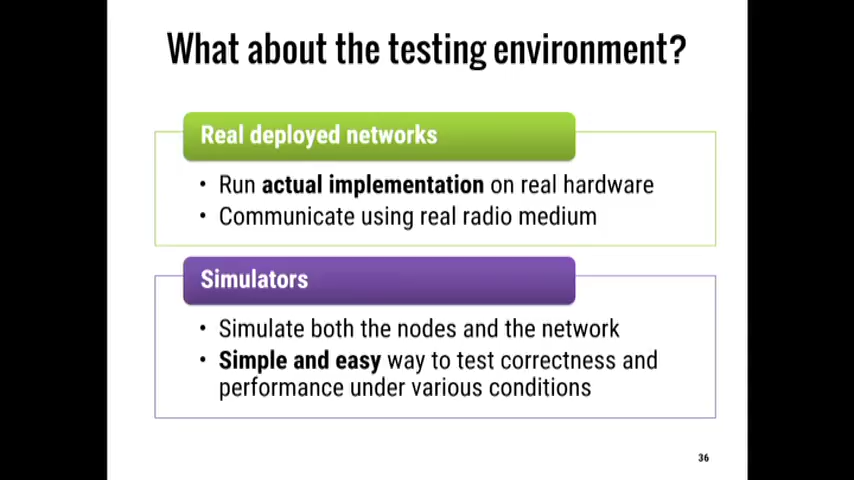 What about the testing environment?
Real deployed networks
• Run actual implementation on real hardware
• Communicate using real radio medium
Simulators
• Simulate both the nodes and the network
• Simple and easy way to test correctness and
performance under various conditions
36